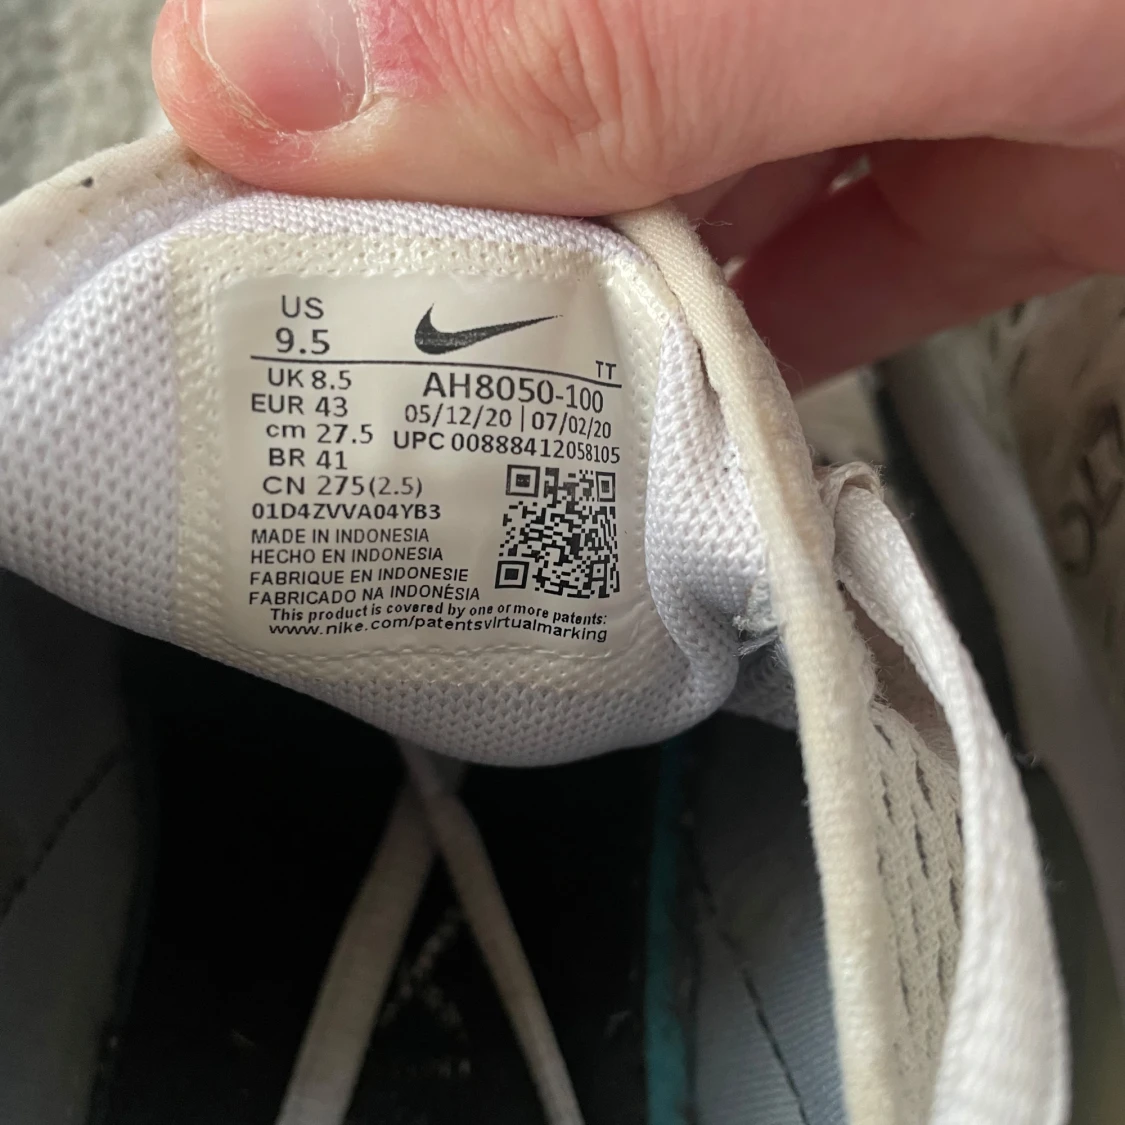 US
9.5
TT
UK 8.5
AH8050-100
EUR 43
05/12/20 | 07/02/20
cm 27.5
UPC 00888412058105
BR 41
CN 275(2.5)
01D4ZVVA04YB3
MADE IN INDONESIA
HECHO EN INDONESIA
FABRIQUE EN INDONESIE
FABRICADO NA INDONÉSIA
This product is covered by one or more patents:
www.nike.com/patentsvirtualmarking